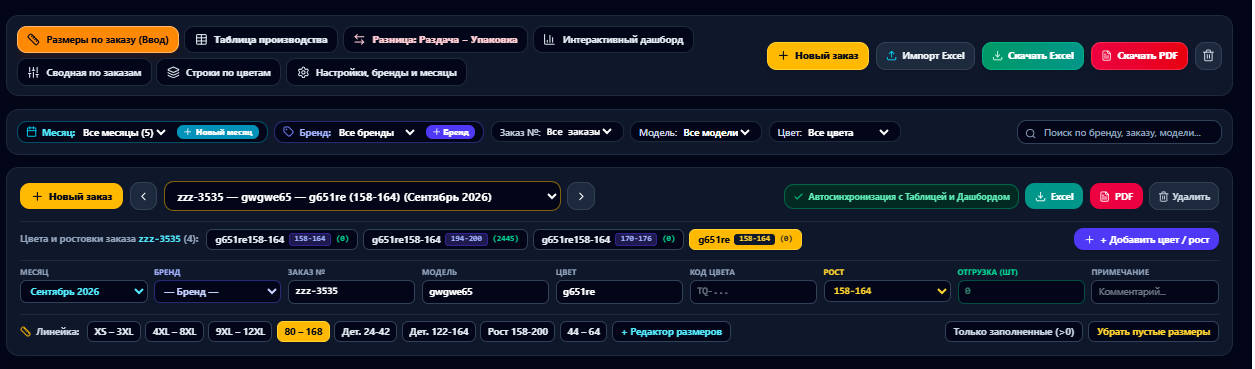 Размеры по заказу (Ввод) Таблица производства Разница: Раздача – Упаковка Интерактивный дашборд
Сводная по заказам Строки по цветам Настройки, бренды и месяцы
+ Новый заказ Импорт Excel Скачать Excel Скачать PDF
Месяц: Все месяцы (5) + Новый месяц Бренд: Все бренды + Бренд Заказ №: Все заказы Модель: Все модели Цвет: Все цвета Поиск по бренду, заказу, модели...
+ Новый заказ zzz-3535 — gwgwe65 — g651re (158-164) (Сентябрь 2026) Автосинхронизация с Таблицей и Дашбордом Excel PDF Удалить
Цвета и ростовки заказа zzz-3535 (4): g651re158-164 158-164 (0) g651re158-164 194-200 (2445) g651re158-164 170-176 (0) g651re 158-164 (0) + + Добавить цвет / рост
МЕСЯЦ БРЕНД ЗАКАЗ № МОДЕЛЬ ЦВЕТ КОД ЦВЕТА РОСТ ОТГРУЗКА (ШТ) ПРИМЕЧАНИЕ
Сентябрь 2026 — Бренд — zzz-3535 gwgwe65 g651re TQ-... 158-164 0 Комментарий...
Линейка: XS – 3XL 4XL – 8XL 9XL – 12XL 80 – 168 Дет. 24-42 Дет. 122-164 Рост 158-200 44 – 64 + Редактор размеров Только заполненные (>0) Убрать пустые размеры